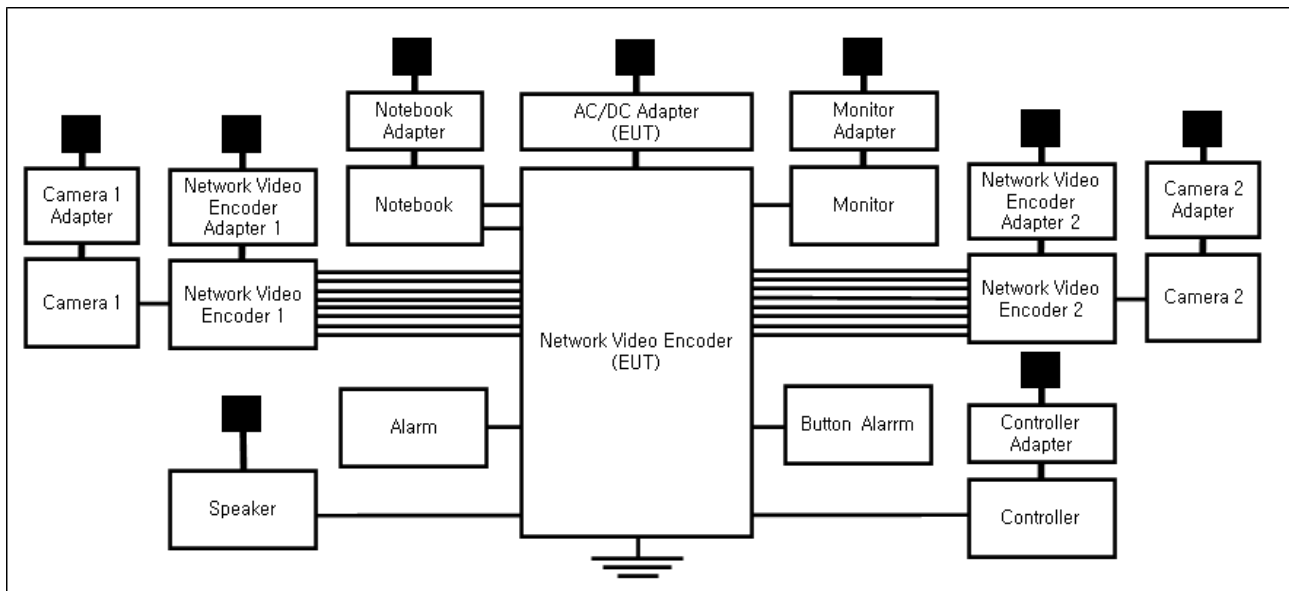 Notebook
Adapter
AC/DC Adapter
(EUT)
Monitor
Adapter
Camera 1
Adapter
Network Video
Encoder
Adapter 1
Notebook
Monitor
Network Video
Encoder
Adapter 2
Camera 2
Adapter
Camera 1
Network Video
Encoder 1
Network Video Encoder
(EUT)
Network Video
Encoder 2
Camera 2
Alarm
Button Alarrm
Controller
Adapter
Speaker
Controller